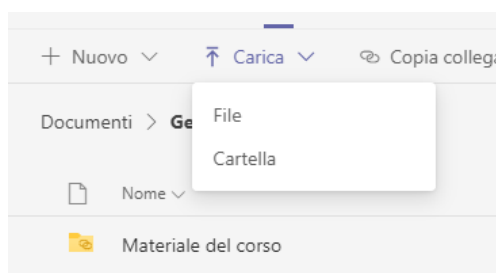 Nuovo Carica Copia collega
File
Documenti > Ge
Cartella
Nome
Materiale del corso